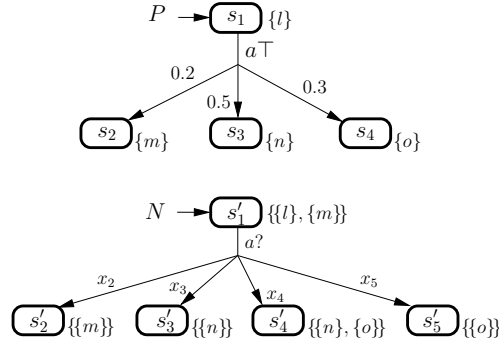 P s₁ {l}
a⊤
0.2 0.5 0.3
s₂ {m} s₃ {n} s₄ {o}
N s′₁ {{l}, {m}}
a?
x₂ x₃ x₄ x₅
s′₂ {{m}} s′₃ {{n}} s′₄ {{n}, {o}} s′₅ {{o}}